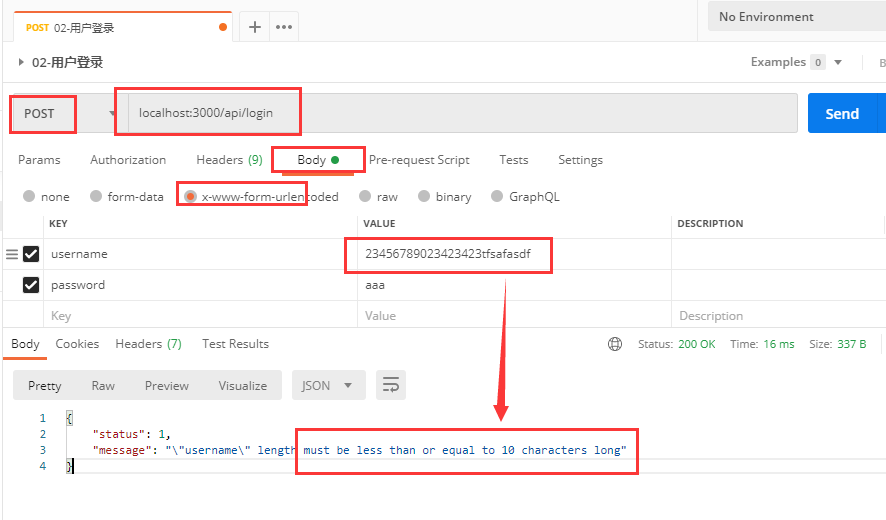 POST 02-用户登录 + ••• No Environment
02-用户登录 Examples 0 B
POST localhost:3000/api/login Send
Params Authorization Headers (9) Body Pre-request Script Tests Settings
none form-data x-www-form-urlencoded raw binary GraphQL
KEY VALUE DESCRIPTION
username 23456789023423423tfsafasdf
password aaa
Key Value Description
Body Cookies Headers (7) Test Results Status: 200 OK Time: 16 ms Size: 337 B
Pretty Raw Preview Visualize JSON
1 {
2 "status": 1,
3 "message": "\"username\" length must be less than or equal to 10 characters long"
4 }